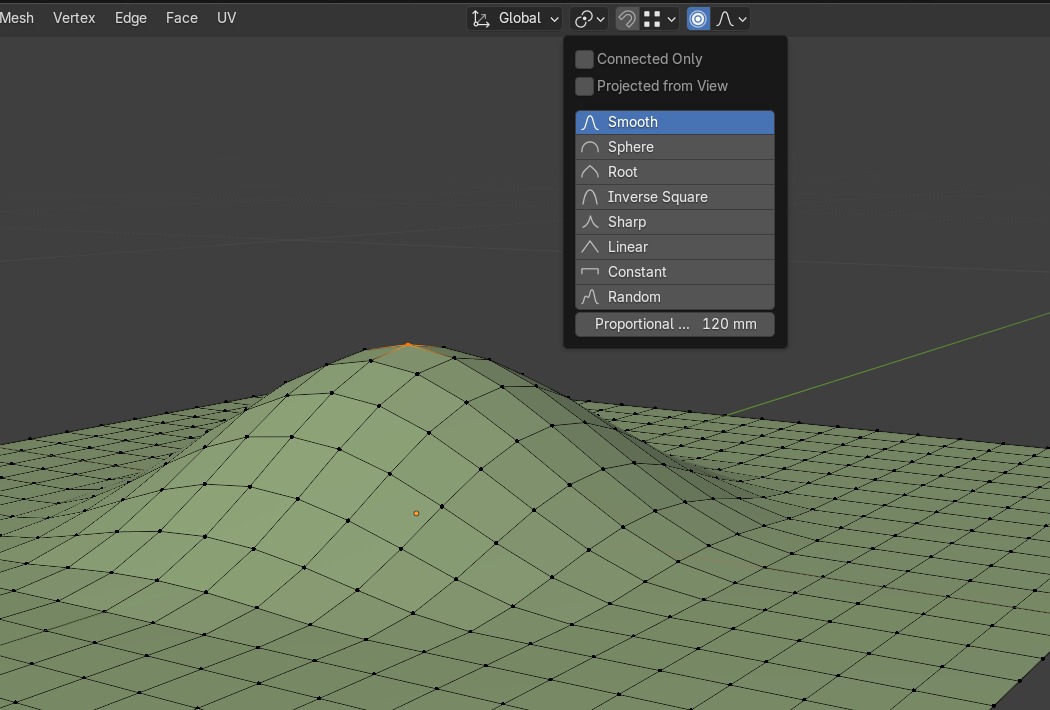 Mesh Vertex Edge Face UV Global
Connected Only
Projected from View
Smooth
Sphere
Root
Inverse Square
Sharp
Linear
Constant
Random
Proportional ... 120 mm